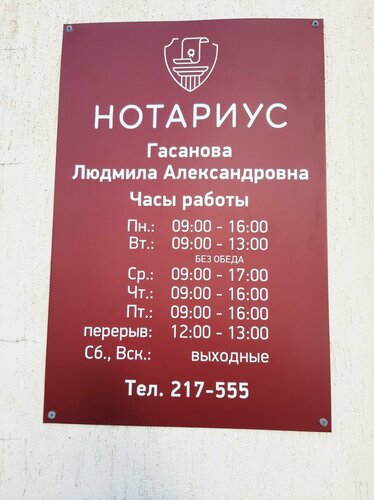 НОТАРИУС
Гасанова
Людмила Александровна
Часы работы
Пн.: 09:00 - 16:00
Вт.: 09:00 - 13:00
БЕЗ ОБЕДА
Ср.: 09:00 - 17:00
Чт.: 09:00 - 16:00
Пт.: 09:00 - 16:00
перерыв: 12:00 - 13:00
Сб., Вск.: выходные
Тел. 217-555